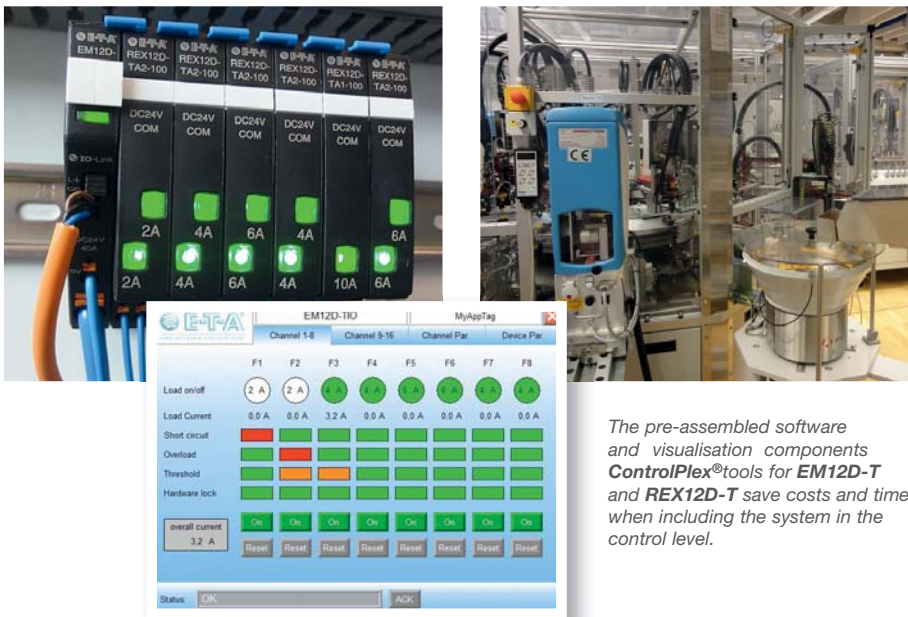 E-T-A E-T-A E-T-A E-T-A E-T-A E-T-A E-T-A
EM12D- REX12D- REX12D- REX12D- REX12D- REX12D- REX12D-
TA2-100 TA2-100 TA2-100 TA2-100 TA1-100 TA2-100
DC24V DC24V DC24V DC24V DC24V DC24V
COM COM COM COM COM COM
IO-Link
L+
DC24V
40A
2A 4A 6A 4A 6A
2A 4A 6A 4A 10A 6A
CE
E-T-A EM12D-TIO MyAppTag X
Channel 1-8 Channel 9-16 Channel Par. Device Par.
F1 F2 F3 F4 F5 F6 F7 F8
Load on/off 2 A 2 A 4 A 4 A 6 A 6 A 4 A 4 A
Load Current 0,0 A 0,0 A 3,2 A 0,0 A 0,0 A 0,0 A 0,0 A 0,0 A
Short circuit
Overload
Threshold
Hardware lock
On On On On On On On On
overall current
3,2 A
Reset Reset Reset Reset Reset Reset Reset Reset
Status: OK ACK
The pre-assembled software
and visualisation components
ControlPlex®tools for EM12D-T
and REX12D-T save costs and time
when including the system in the
control level.